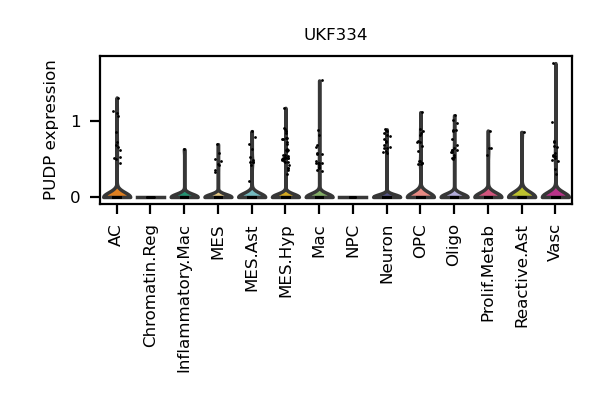 UKF334
PUDP expression
1
0
AC
Chromatin.Reg
Inflammatory.Mac
MES
MES.Ast
MES.Hyp
Mac
NPC
Neuron
OPC
Oligo
Prolif.Metab
Reactive.Ast
Vasc